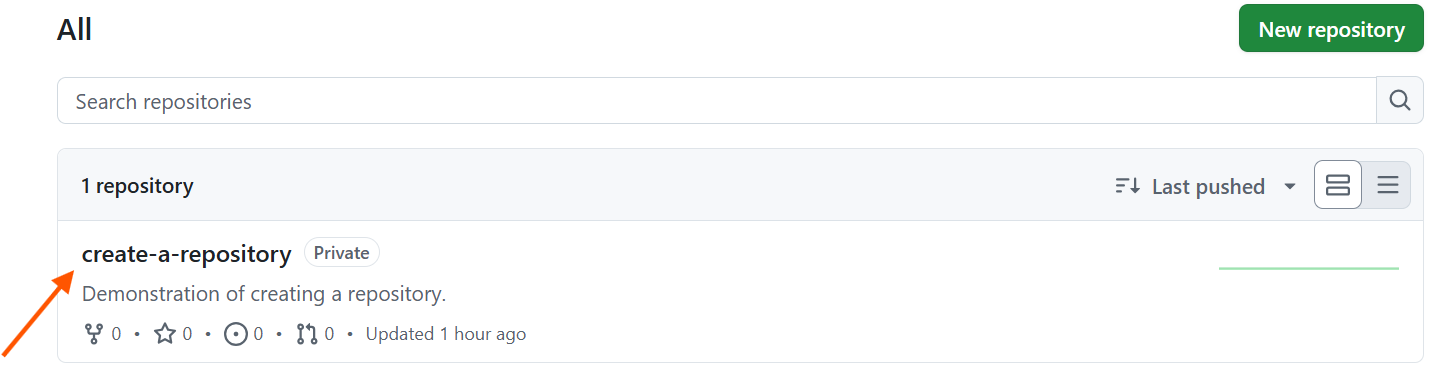 All
New repository
Search repositories
1 repository
Last pushed
create-a-repository Private
Demonstration of creating a repository.
0 • 0 • 0 • 0 • Updated 1 hour ago